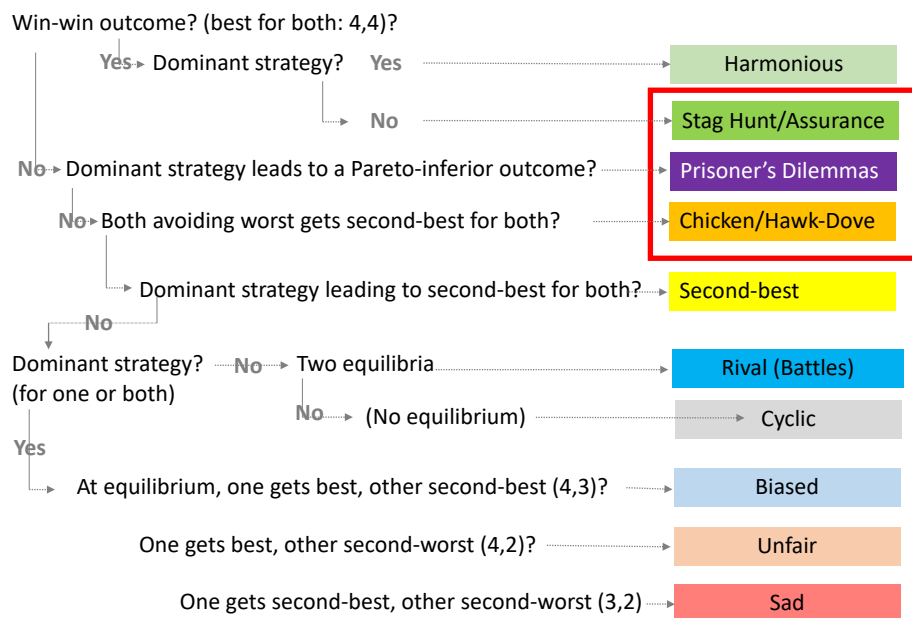 Win-win outcome? (best for both: 4,4)?
Yes Dominant strategy? Yes Harmonious
No Stag Hunt/Assurance
No Dominant strategy leads to a Pareto-inferior outcome? Prisoner's Dilemmas
No Both avoiding worst gets second-best for both? Chicken/Hawk-Dove
Dominant strategy leading to second-best for both? Second-best
No
Dominant strategy? No Two equilibria Rival (Battles)
(for one or both)
No (No equilibrium) Cyclic
Yes
At equilibrium, one gets best, other second-best (4,3)? Biased
One gets best, other second-worst (4,2)? Unfair
One gets second-best, other second-worst (3,2) Sad